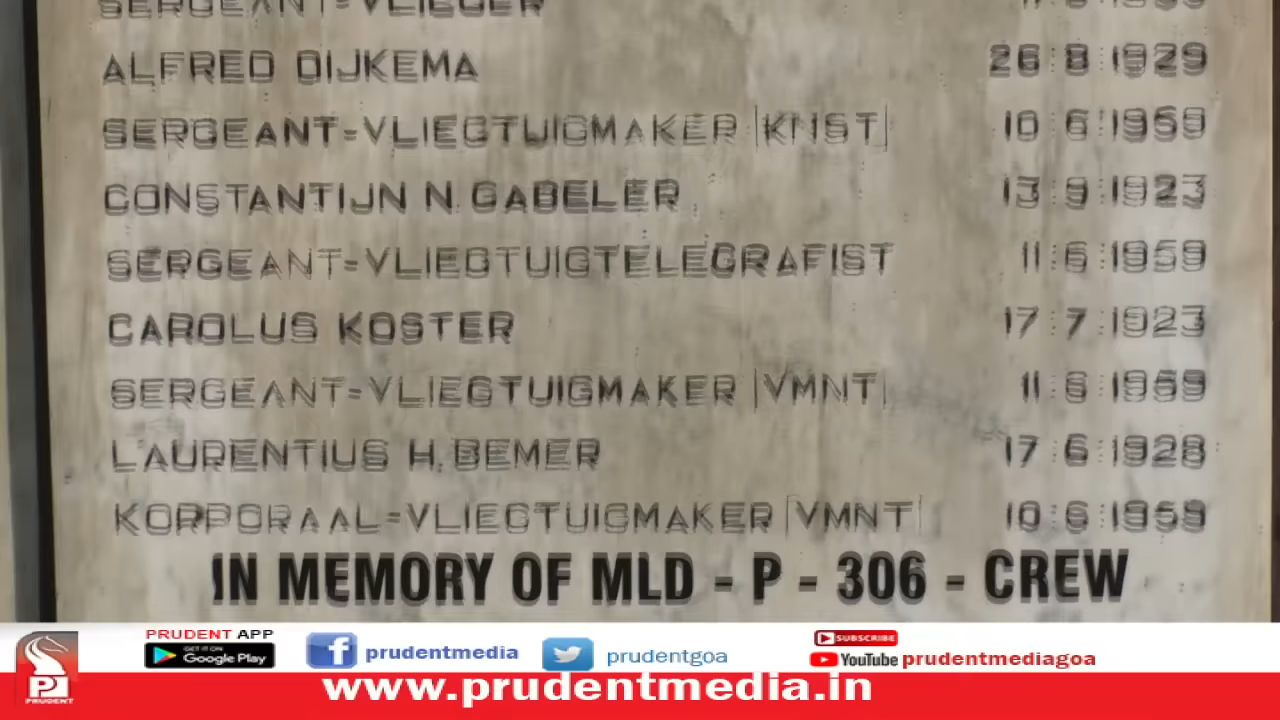 SERGEANT=VLIEGER
ALFRED DIJKEMA 26:8:1929
SERGEANT=VLIEGTUIGMAKER |KNST| 10:6:1959
CONSTANTIJN N.GABELER 13:9:1923
SERGEANT=VLIEGTUIGTELEGRAFIST 11:6:1959
CAROLUS KOSTER 17:7:1923
SERGEANT=VLIEGTUIGMAKER |VMNT| 11:6:1959
LAURENTIUS H.BEMER 17:6:1928
KORPORAAL=VLIEGTUIGMAKER |VMNT| 10:6:1959
IN MEMORY OF MLD - P - 306 - CREW
PRUDENT
PRUDENT APP
GET IT ON
Google Play
prudentmedia
prudentgoa
SUBSCRIBE
YouTube prudentmediagoa
www.prudentmedia.in